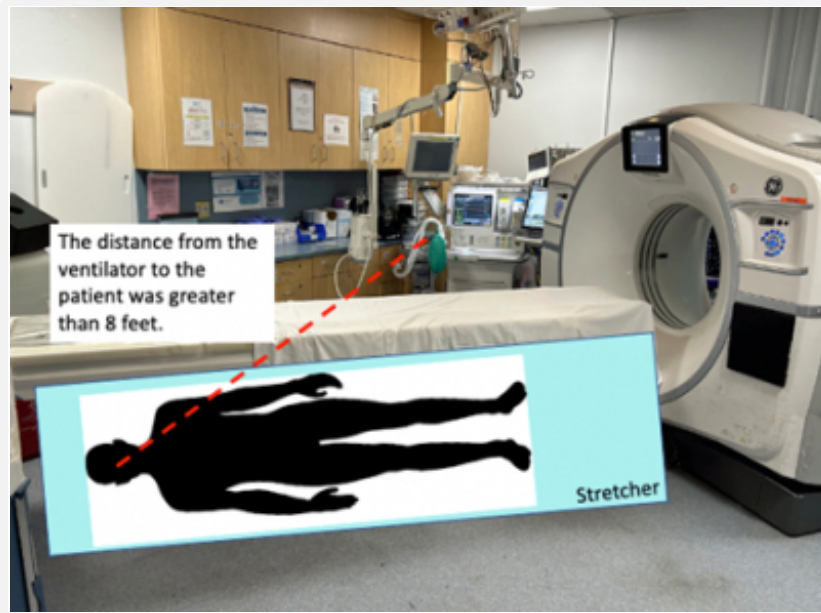 The distance from the
ventilator to the
patient was greater
than 8 feet.
Stretcher